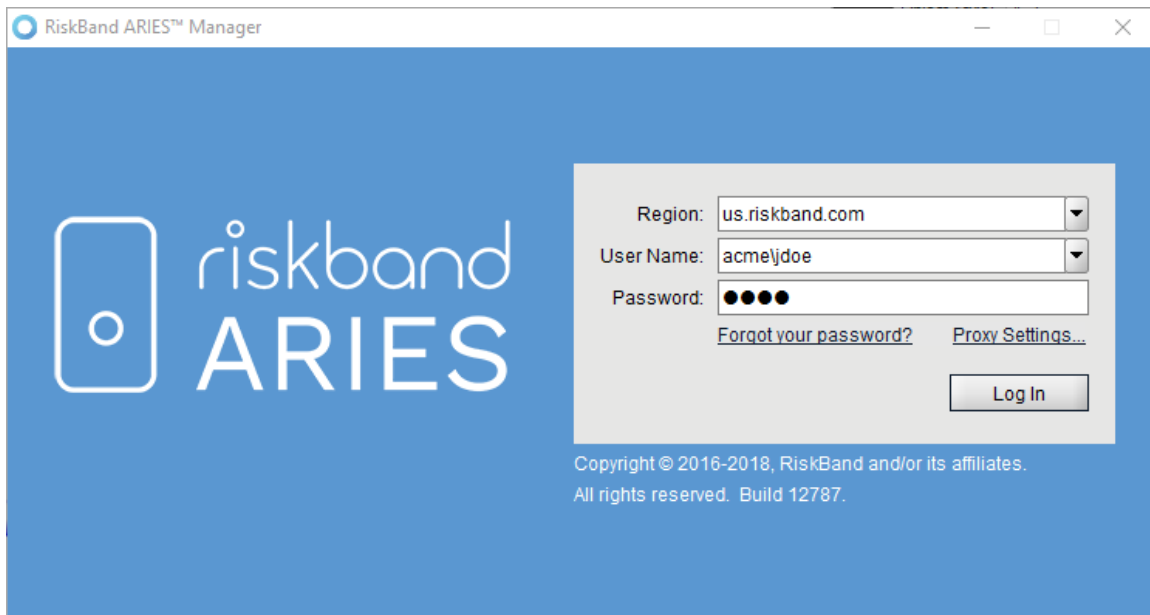 RiskBand ARIES™ Manager
riskband
ARIES
Region: us.riskband.com
User Name: acme\jdoe
Password: ●●●●
Forgot your password? Proxy Settings...
Log In
Copyright © 2016-2018, RiskBand and/or its affiliates.
All rights reserved. Build 12787.